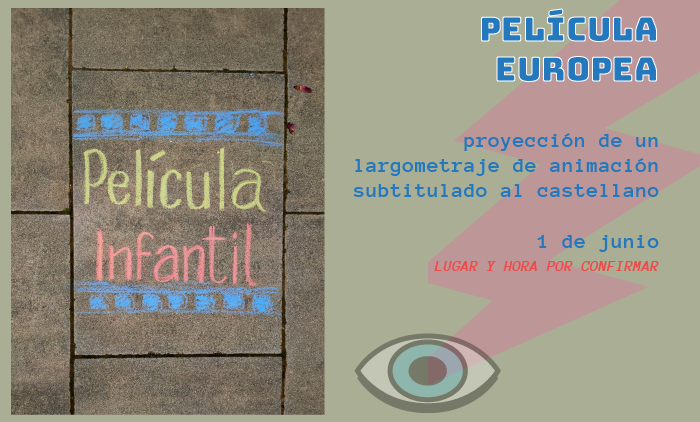 Película
Infantil
PELÍCULA
EUROPEA
proyección de un
largometraje de animación
subtitulado al castellano
1 de junio
LUGAR Y HORA POR CONFIRMAR